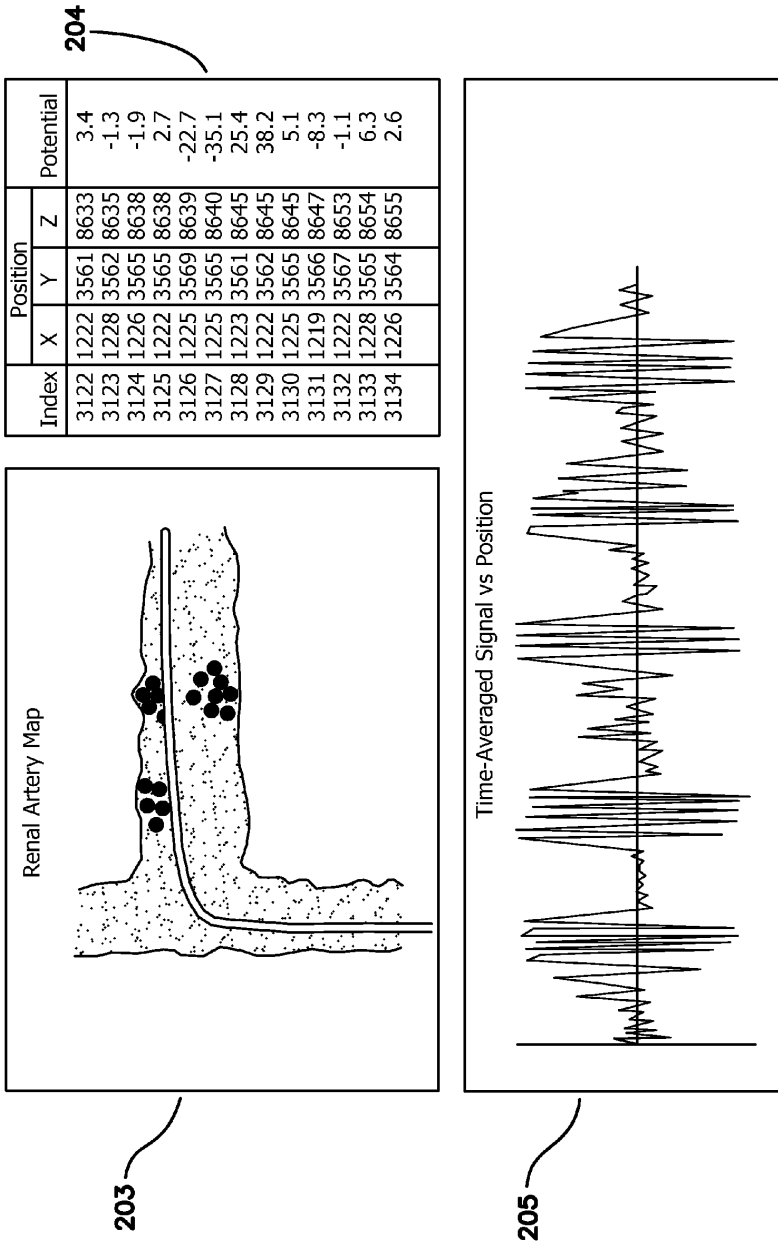 Renal Artery Map
203
Position
Index X Y Z Potential
3122 1222 3561 8633 3.4
3123 1228 3562 8635 -1.3
3124 1226 3565 8638 -1.9
3125 1222 3565 8638 2.7
3126 1225 3569 8639 -22.7
3127 1225 3565 8640 -35.1
3128 1223 3561 8645 25.4
3129 1222 3562 8645 38.2
3130 1225 3565 8645 5.1
3131 1219 3566 8647 -8.3
3132 1222 3567 8653 -1.1
3133 1228 3565 8654 6.3
3134 1226 3564 8655 2.6
204
Time-Averaged Signal vs Position
205